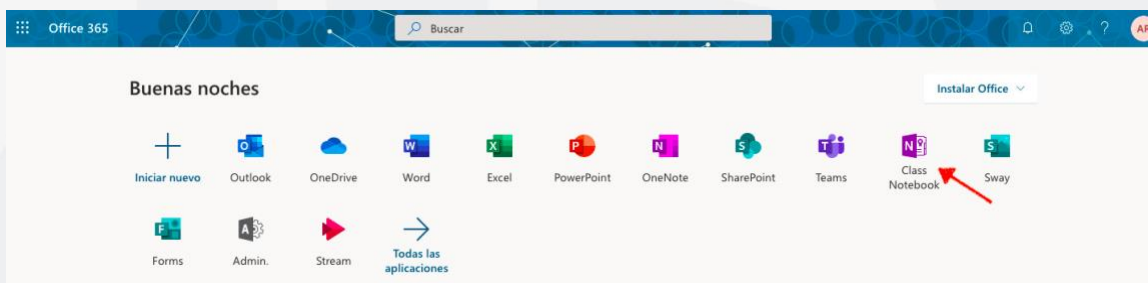 Office 365
Buscar
AR
Buenas noches
Instalar Office
Iniciar nuevo
Outlook
OneDrive
Word
Excel
PowerPoint
OneNote
SharePoint
Teams
Class
Notebook
Sway
Forms
Admin.
Stream
Todas las
aplicaciones